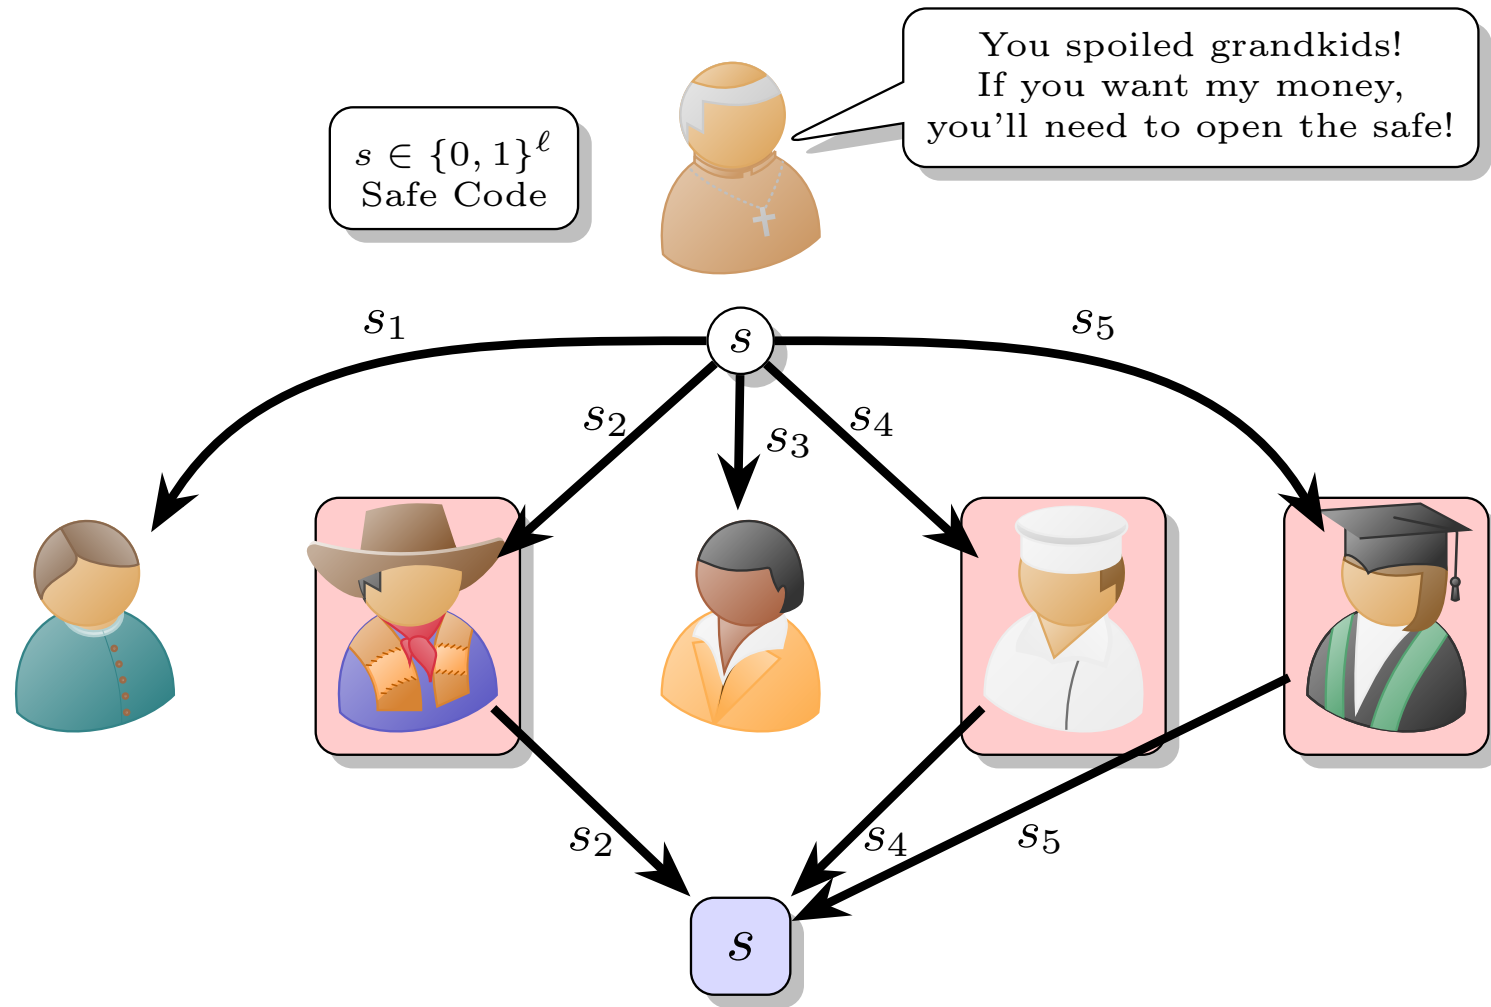 You spoiled grandkids!
If you want my money,
you'll need to open the safe!
s ∈ {0, 1}^ℓ
Safe Code
s
s₁
s₅
s₂
s₃
s₄
s₂
s₄
s₅
s